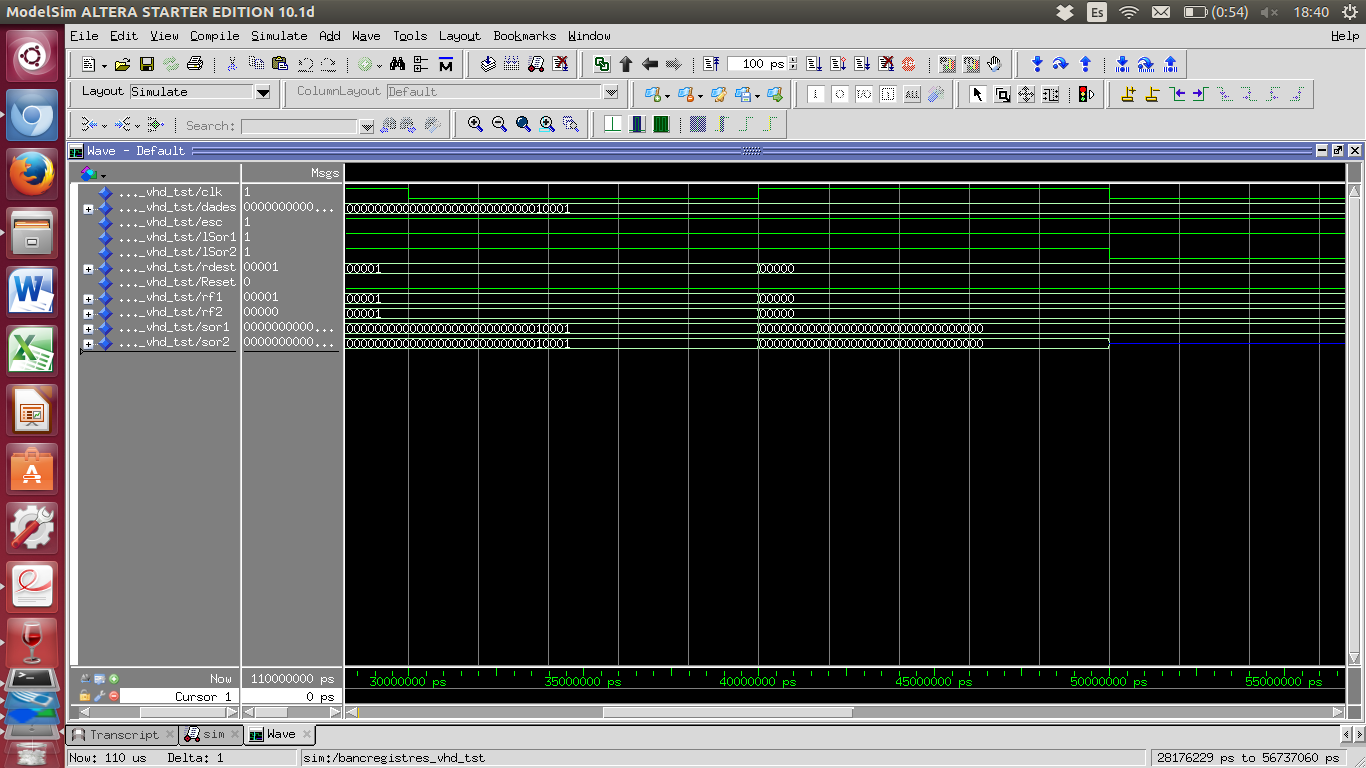 ModelSim ALTERA STARTER EDITION 10.1d Es (0:54) 18:40
File Edit View Compile Simulate Add Wave Tools Layout Bookmarks Window Help
100 ps
Layout Simulate ColumnLayout Default
Search:
Wave - Default
Msgs
..._vhd_tst/clk 1
..._vhd_tst/dades 0000000000... 00000000000000000000000000010001
..._vhd_tst/esc 1
..._vhd_tst/lSor1 1
..._vhd_tst/lSor2 1
..._vhd_tst/rdest 00001 00001 00000
..._vhd_tst/Reset 0
..._vhd_tst/rf1 00001 00001 00000
..._vhd_tst/rf2 00000 00001 00000
..._vhd_tst/sor1 0000000000... 00000000000000000000000000010001 00000000000000000000000000000000
..._vhd_tst/sor2 0000000000... 00000000000000000000000000010001 00000000000000000000000000000000
Now 110000000 ps 30000000 ps 35000000 ps 40000000 ps 45000000 ps 50000000 ps 55000000 ps
Cursor 1 0 ps
Transcript sim Wave
Now: 110 us Delta: 1 sim:/bancregistres_vhd_tst 28176229 ps to 56737060 ps